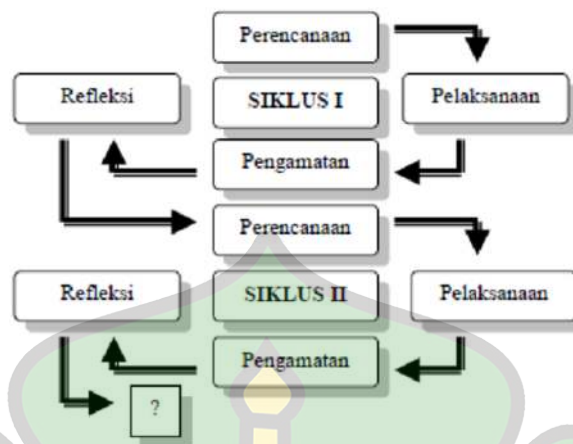 Perencanaan
Refleksi
SIKLUS I
Pelaksanaan
Pengamatan
Perencanaan
Refleksi
SIKLUS II
Pelaksanaan
Pengamatan
?